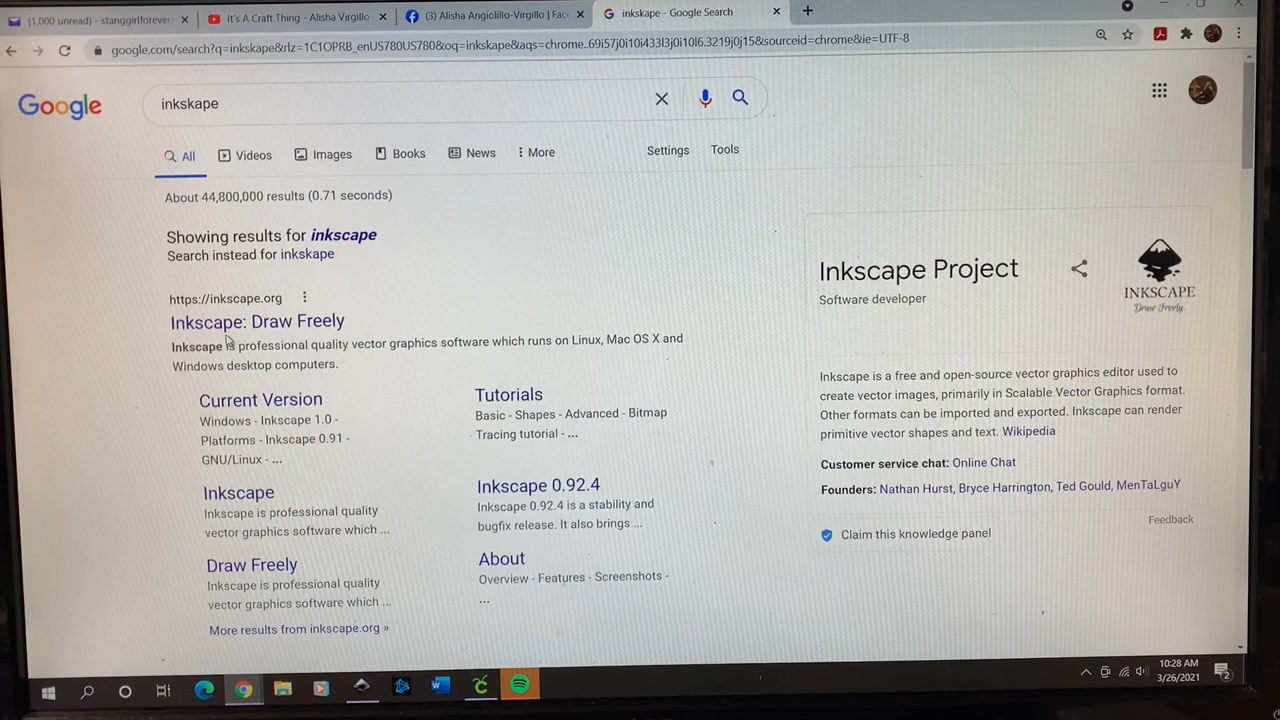 (1,000 unread) - stanggirlforever
It's A Craft Thing - Alisha Virgillo
(3) Alisha Angiolillo-Virgillo | Face
inkskape - Google Search
google.com/search?q=inkskape&rlz=1C1OPRB_enUS780US780&oq=inkskape&aqs=chrome..69i57j0i10i433l3j0i10l6.3219j0j15&sourceid=chrome&ie=UTF-8
Google
inkskape
All
Videos
Images
Books
News
More
Settings
Tools
About 44,800,000 results (0.71 seconds)
Showing results for inkscape
Search instead for inkskape
https://inkscape.org
Inkscape: Draw Freely
Inkscape is professional quality vector graphics software which runs on Linux, Mac OS X and
Windows desktop computers.
Current Version
Windows - Inkscape 1.0 -
Platforms - Inkscape 0.91 -
GNU/Linux - ...
Tutorials
Basic - Shapes - Advanced - Bitmap
Tracing tutorial - ...
Inkscape
Inkscape is professional quality
vector graphics software which ...
Inkscape 0.92.4
Inkscape 0.92.4 is a stability and
bugfix release. It also brings ...
Draw Freely
Inkscape is professional quality
vector graphics software which ...
About
Overview - Features - Screenshots -
...
More results from inkscape.org »
Inkscape Project
Software developer
INKSCAPE
Draw Freely.
Inkscape is a free and open-source vector graphics editor used to
create vector images, primarily in Scalable Vector Graphics format.
Other formats can be imported and exported. Inkscape can render
primitive vector shapes and text. Wikipedia
Customer service chat: Online Chat
Founders: Nathan Hurst, Bryce Harrington, Ted Gould, MenTaLguY
Feedback
Claim this knowledge panel
10:28 AM
3/26/2021
2